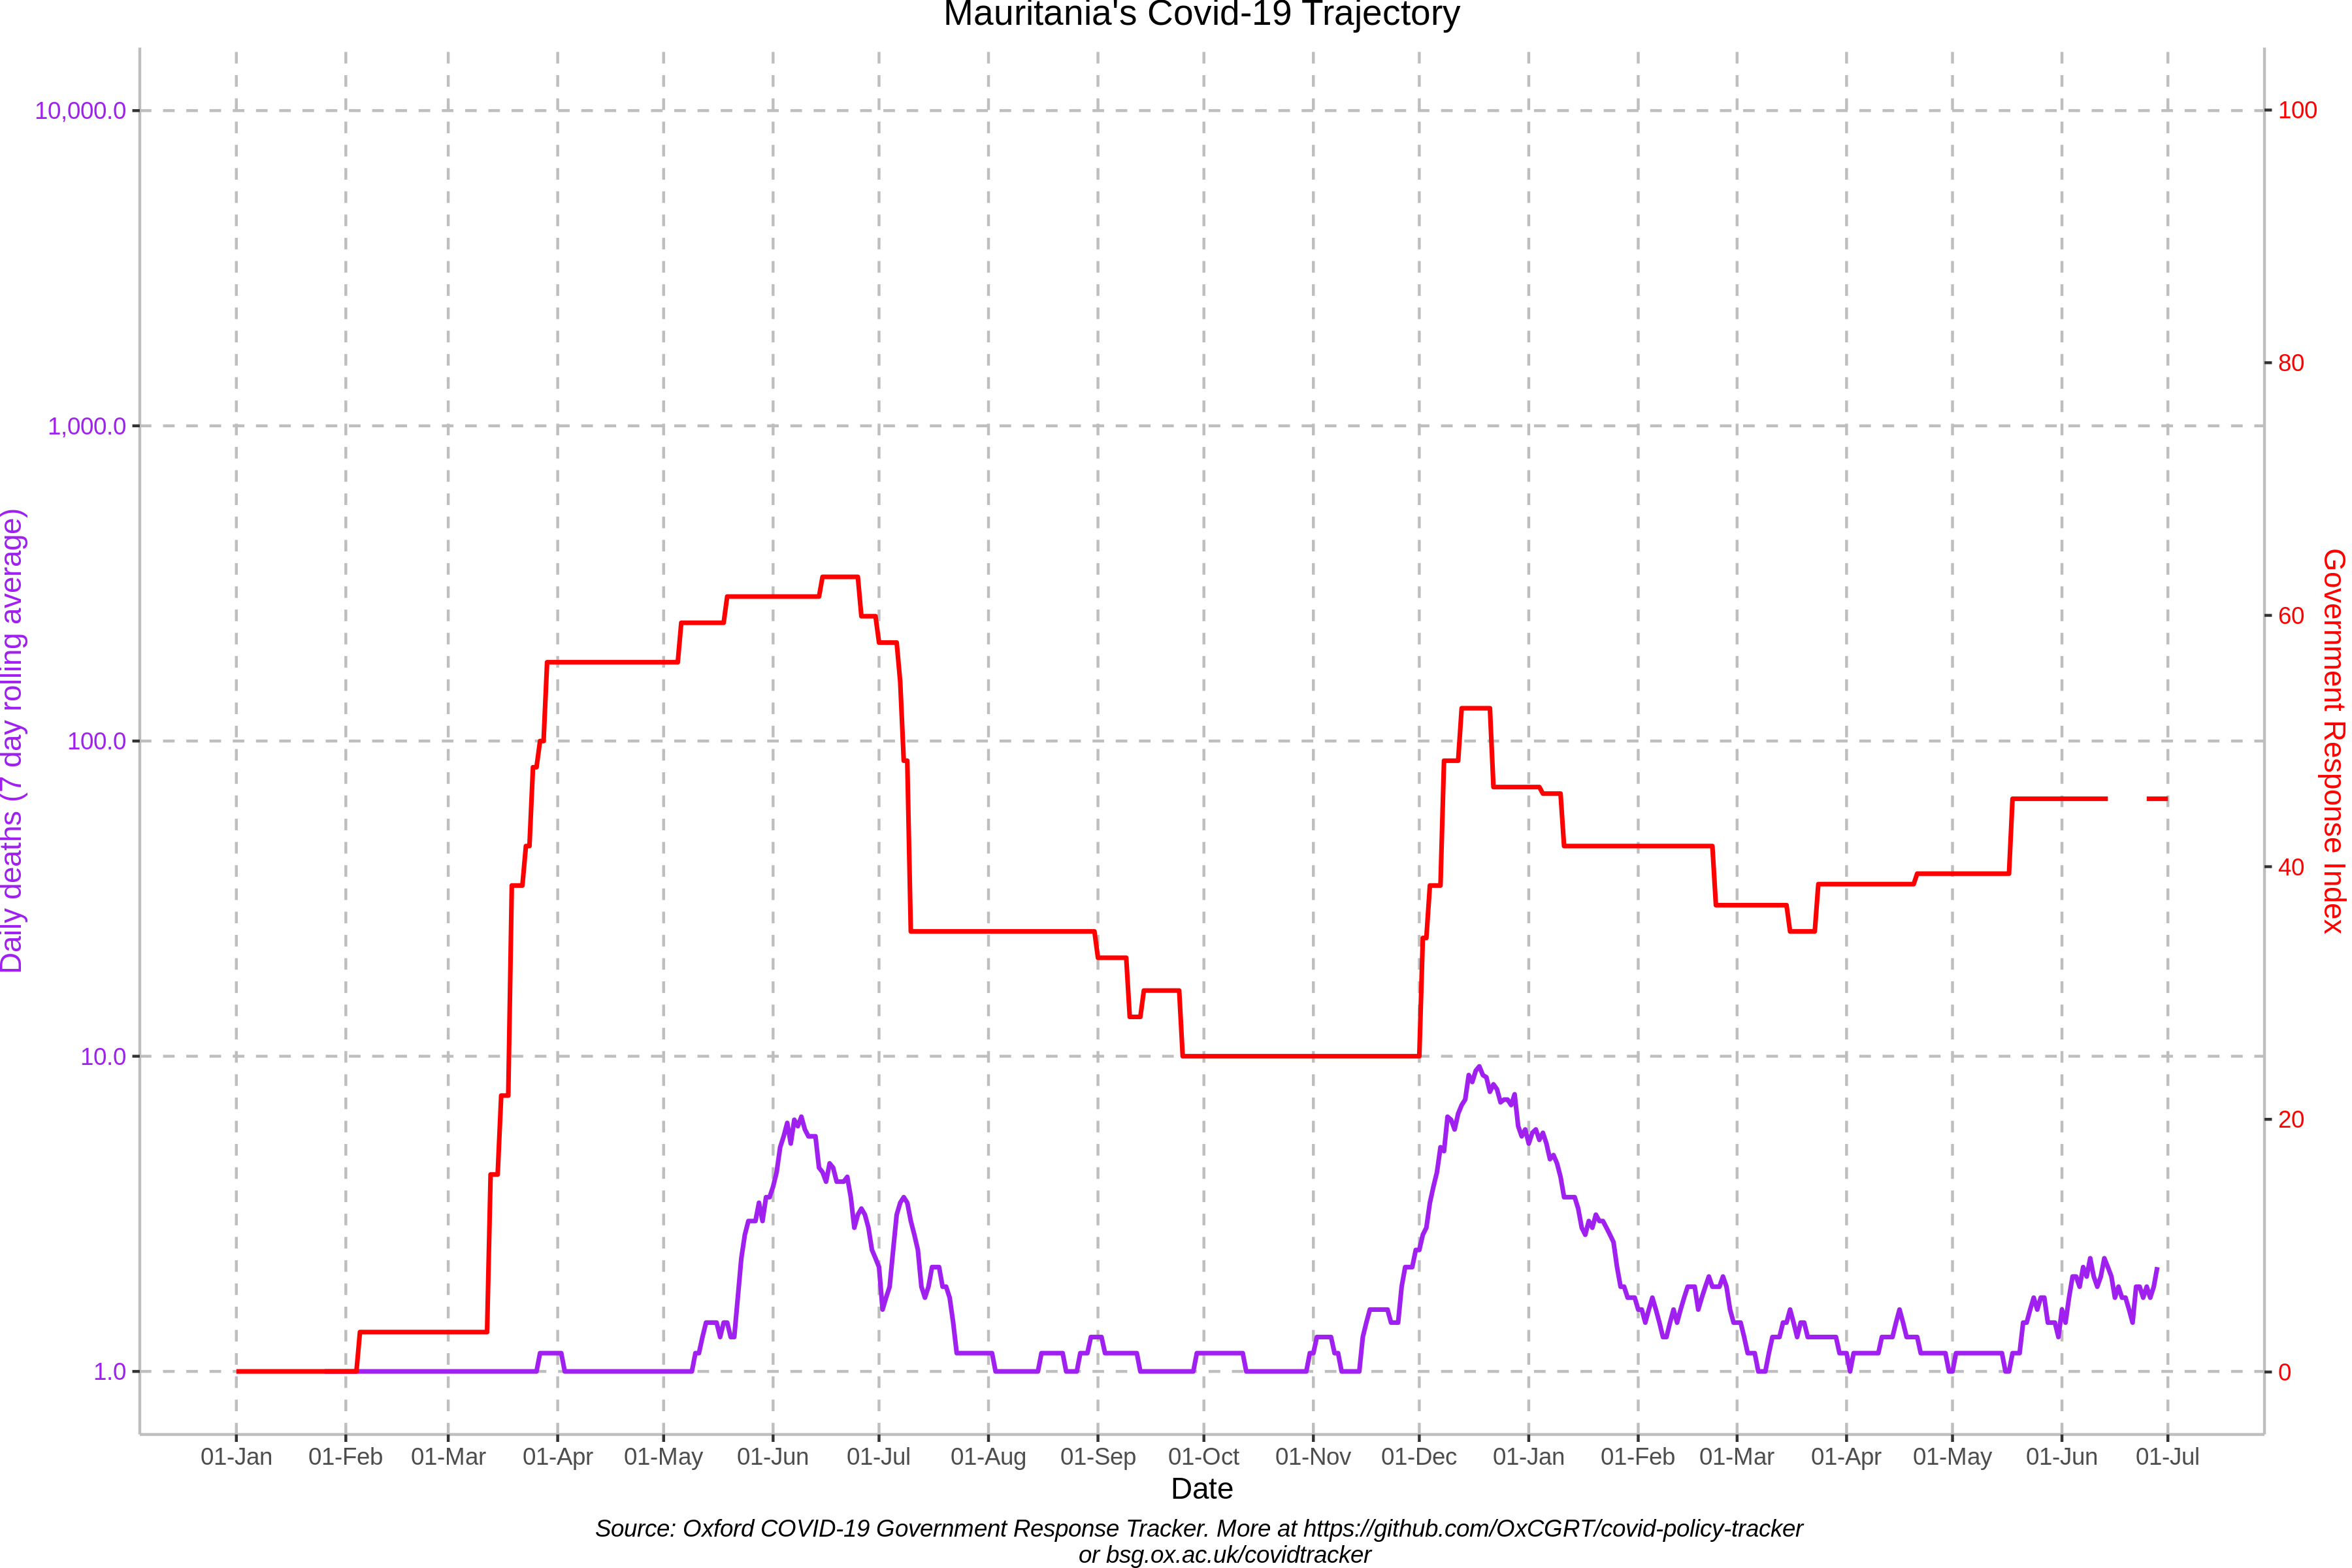 Mauritania's Covid-19 Trajectory
10,000.0
1,000.0
100.0
10.0
1.0
Daily deaths (7 day rolling average)
100
80
60
40
20
0
Government Response Index
01-Jan 01-Feb 01-Mar 01-Apr 01-May 01-Jun 01-Jul 01-Aug 01-Sep 01-Oct 01-Nov 01-Dec 01-Jan 01-Feb 01-Mar 01-Apr 01-May 01-Jun 01-Jul
Date
Source: Oxford COVID-19 Government Response Tracker. More at https://github.com/OxCGRT/covid-policy-tracker
or bsg.ox.ac.uk/covidtracker